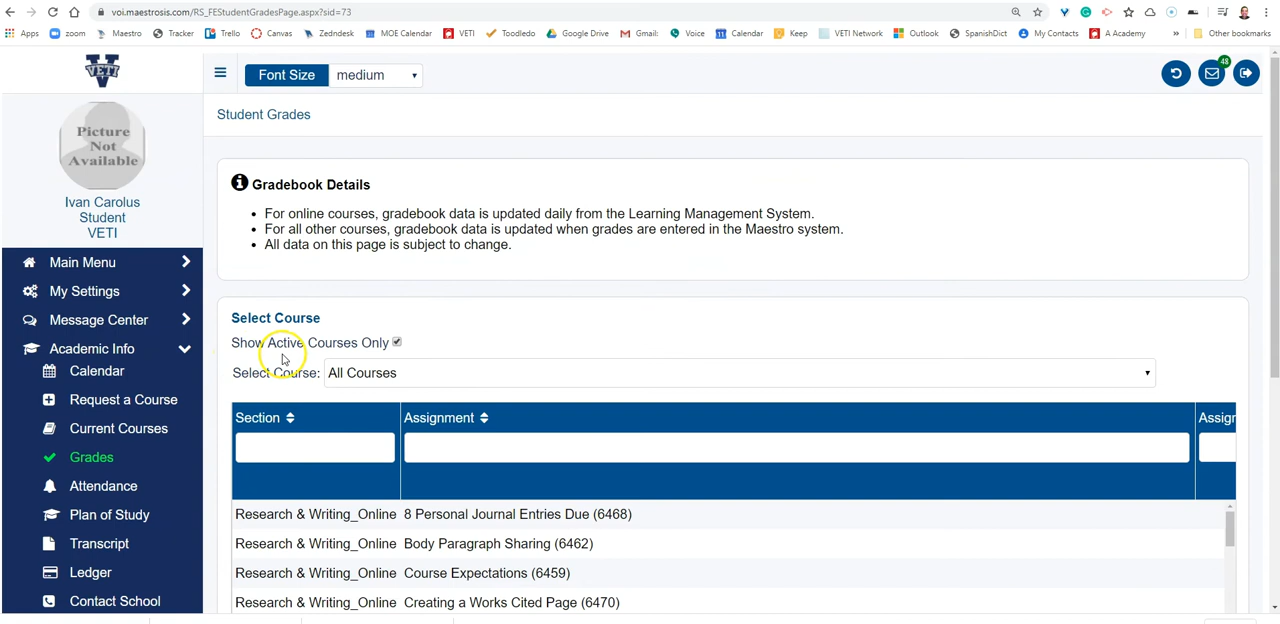 voi.maestrosis.com/RS_FEStudentGradesPage.aspx?sid=73
Apps zoom Maestro Tracker Trello Canvas Zendesk MOE Calendar VETI Toodledo Google Drive Gmail: Voice Calendar Keep VETI Network Outlook SpanishDict My Contacts A Academy » Other bookmarks
VETI
Font Size medium
48
Student Grades
Picture
Not
Available
Ivan Carolus
Student
VETI
Gradebook Details
• For online courses, gradebook data is updated daily from the Learning Management System.
• For all other courses, gradebook data is updated when grades are entered in the Maestro system.
• All data on this page is subject to change.
Main Menu
My Settings
Message Center
Academic Info
Calendar
Request a Course
Current Courses
Grades
Attendance
Plan of Study
Transcript
Ledger
Contact School
Select Course
Show Active Courses Only
Select Course: All Courses
Section Assignment Assigr
Research & Writing_Online 8 Personal Journal Entries Due (6468)
Research & Writing_Online Body Paragraph Sharing (6462)
Research & Writing_Online Course Expectations (6459)
Research & Writing_Online Creating a Works Cited Page (6470)